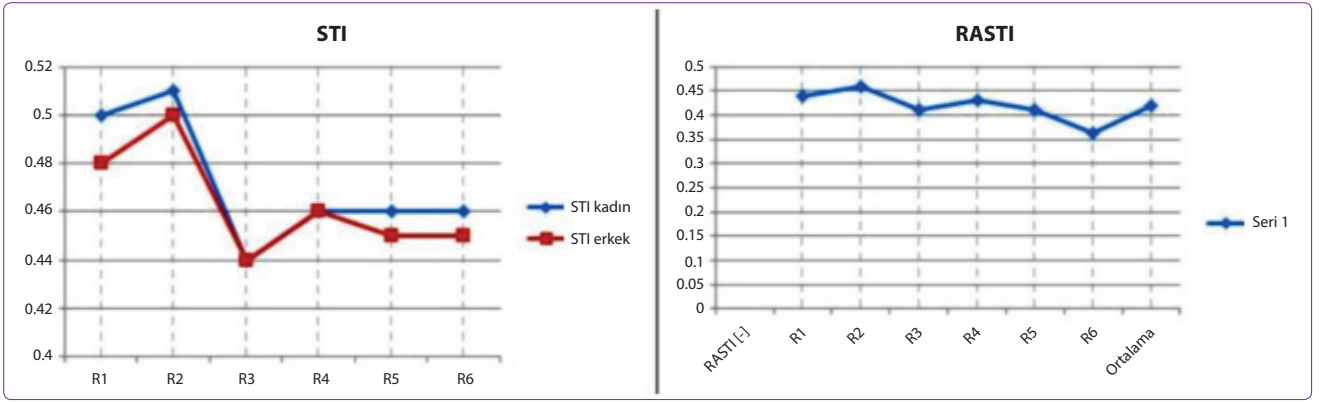 STI
0.52
0.5
0.48
0.46
0.44
0.42
0.4
R1 R2 R3 R4 R5 R6
STI kadın
STI erkek
RASTI
0.5
0.45
0.4
0.35
0.3
0.25
0.2
0.15
0.1
0.05
0
RASTI [-] R1 R2 R3 R4 R5 R6 Ortalama
Seri 1